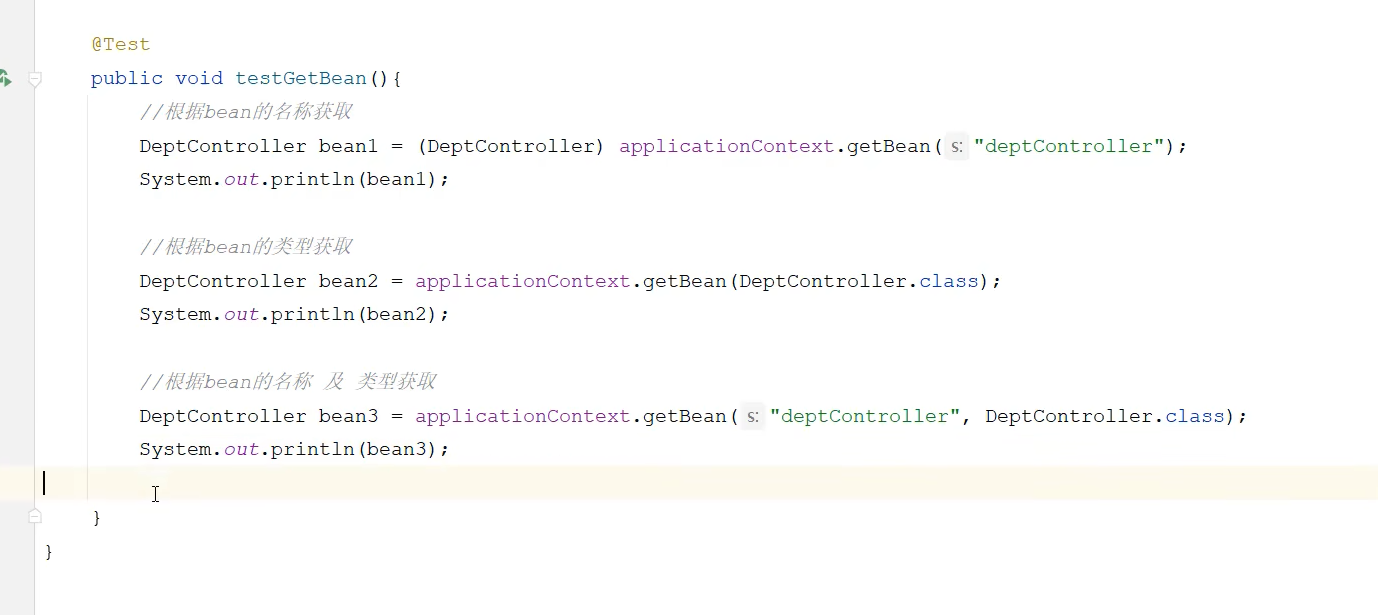 @Test
public void testGetBean(){
//根据bean的名称获取
DeptController bean1 = (DeptController) applicationContext.getBean( s: "deptController");
System.out.println(bean1);
//根据bean的类型获取
DeptController bean2 = applicationContext.getBean(DeptController.class);
System.out.println(bean2);
//根据bean的名称 及 类型获取
DeptController bean3 = applicationContext.getBean( s: "deptController", DeptController.class);
System.out.println(bean3);
}
}